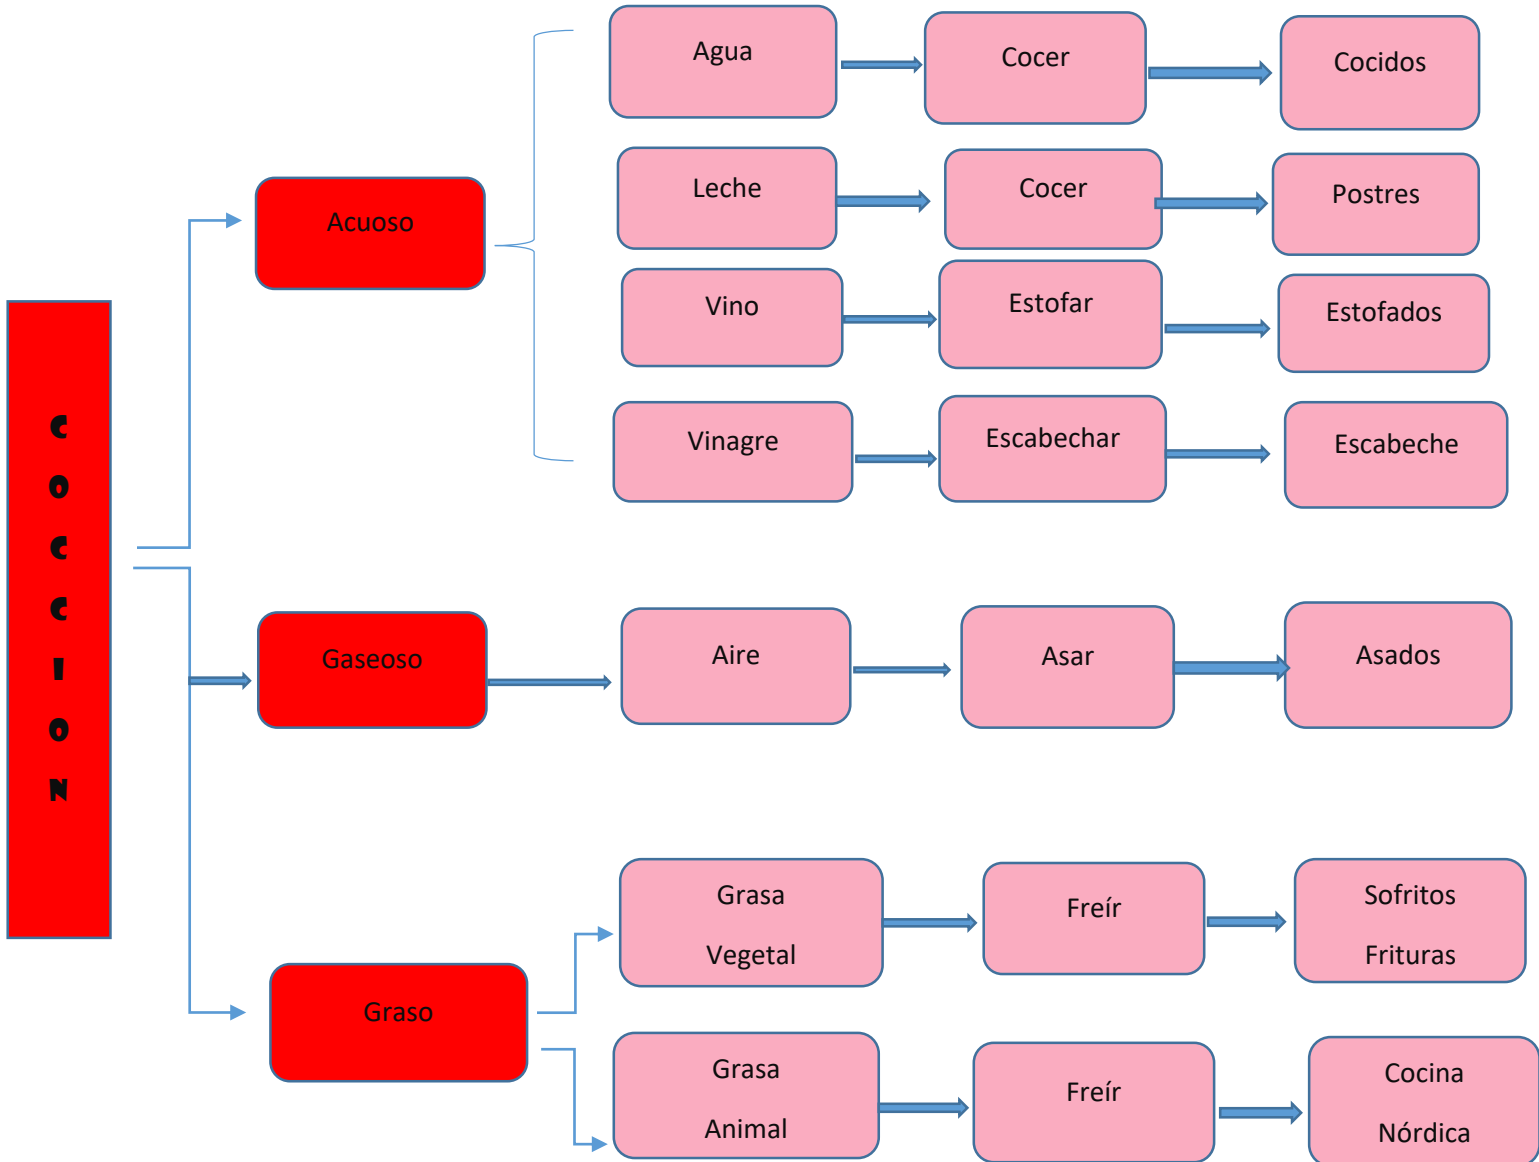 COCCION
Acuoso
Agua
Cocer
Cocidos
Leche
Cocer
Postres
Vino
Estofar
Estofados
Vinagre
Escabechar
Escabeche
Gaseoso
Aire
Asar
Asados
Graso
Grasa
Vegetal
Freír
Sofritos
Frituras
Grasa
Animal
Freír
Cocina
Nórdica